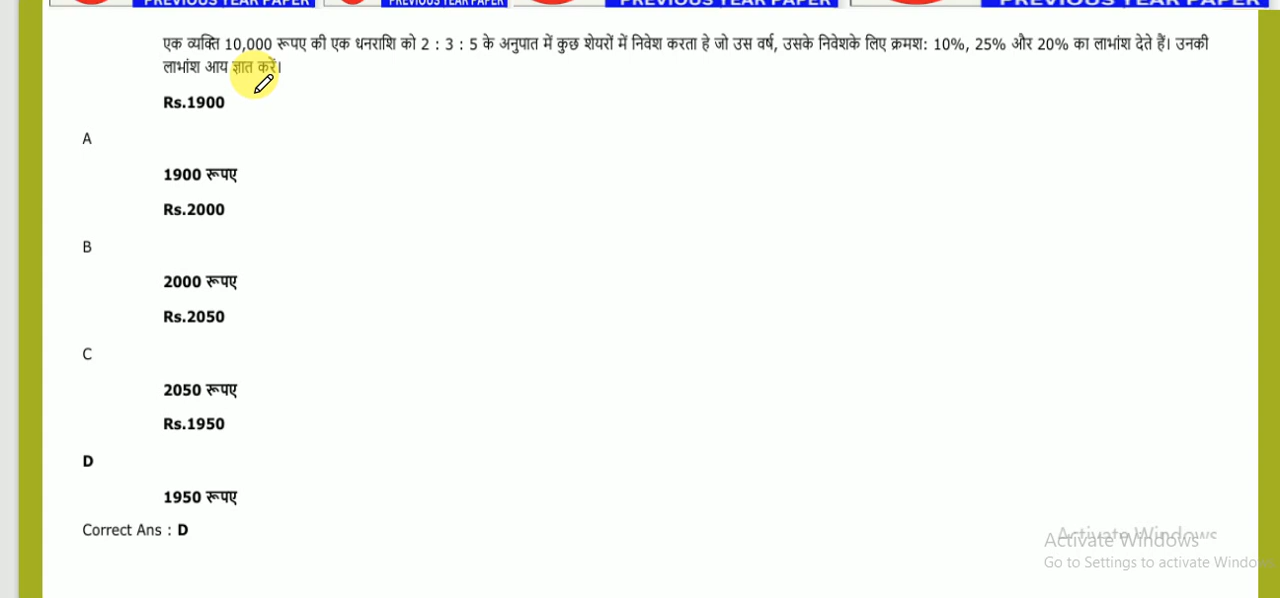 PREVIOUS YEAR PAPER PREVIOUS YEAR PAPER PREVIOUS YEAR PAPER PREVIOUS YEAR PAPER
एक व्यक्ति 10,000 रूपए की एक धनराशि को 2 : 3 : 5 के अनुपात में कुछ शेयरों में निवेश करता हे जो उस वर्ष, उसके निवेशके लिए क्रमश: 10%, 25% और 20% का लाभांश देते हैं। उनकी
लाभांश आय ज्ञात करें।
Rs.1900
A
1900 रूपए
Rs.2000
B
2000 रूपए
Rs.2050
C
2050 रूपए
Rs.1950
D
1950 रूपए
Correct Ans : D
Activate Windows
Go to Settings to activate Windo